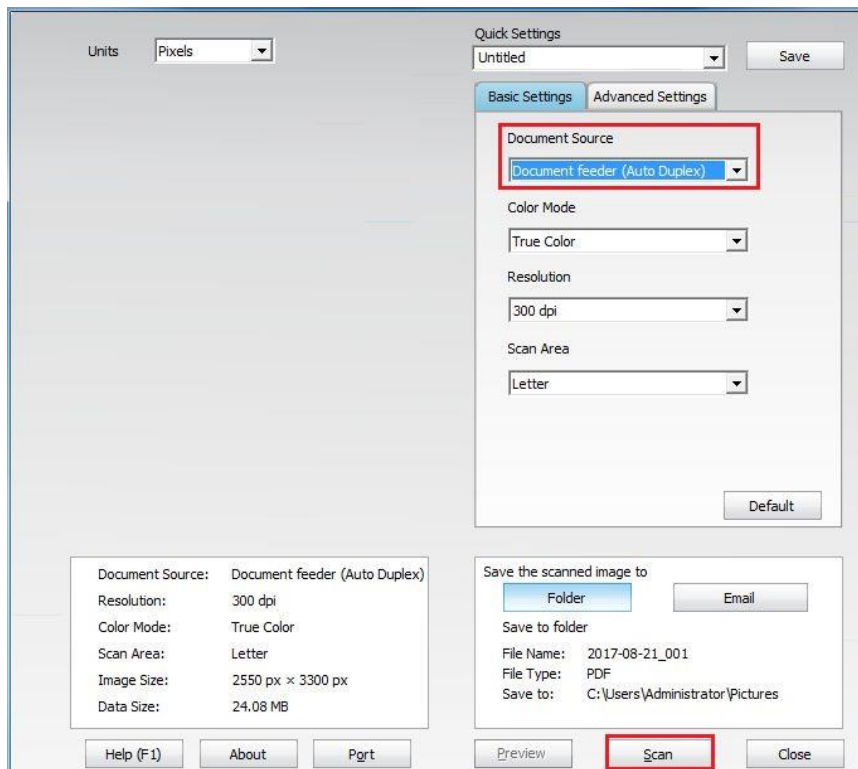 Units
Pixels
Quick Settings
Untitled
Save
Basic Settings
Advanced Settings
Document Source
Document feeder (Auto Duplex)
Color Mode
True Color
Resolution
300 dpi
Scan Area
Letter
Default
Document Source: Document feeder (Auto Duplex)
Resolution: 300 dpi
Color Mode: True Color
Scan Area: Letter
Image Size: 2550 px × 3300 px
Data Size: 24.08 MB
Save the scanned image to
Folder
Email
Save to folder
File Name: 2017-08-21_001
File Type: PDF
Save to: C:\Users\Administrator\Pictures
Help (F1)
About
Port
Preview
Scan
Close